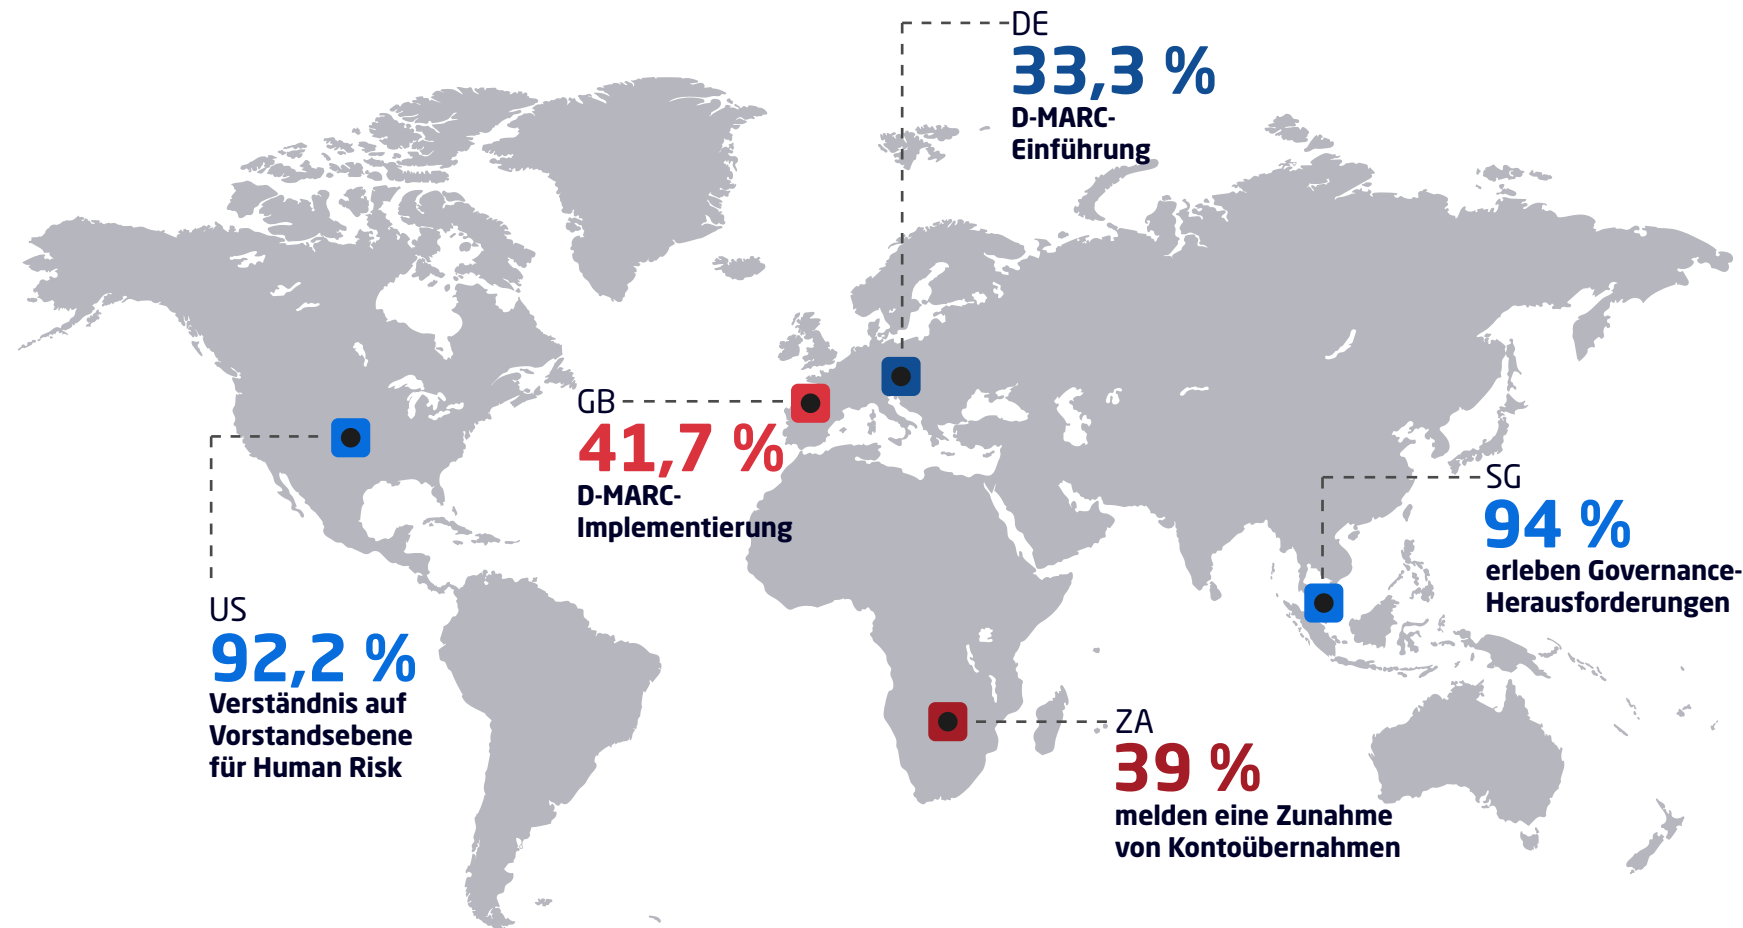 DE
33,3 %
D-MARC-
Einführung
GB
41,7 %
D-MARC-
Implementierung
SG
94 %
erleben Governance-
Herausforderungen
US
92,2 %
Verständnis auf
Vorstandsebene
für Human Risk
ZA
39 %
melden eine Zunahme
von Kontoübernahmen